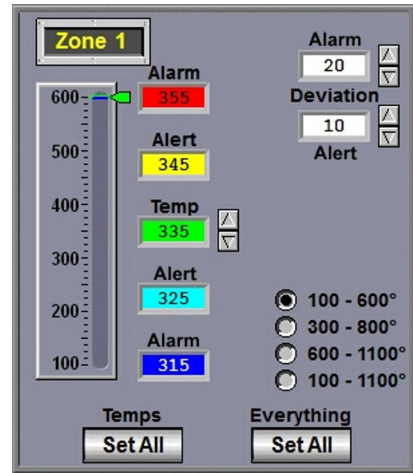 Zone 1
Alarm
20
Deviation
10
Alert
Alarm
355
Alert
345
Temp
335
Alert
325
Alarm
315
600
500
400
300
200
100
100 - 600°
300 - 800°
600 - 1100°
100 - 1100°
Temps
Set All
Everything
Set All